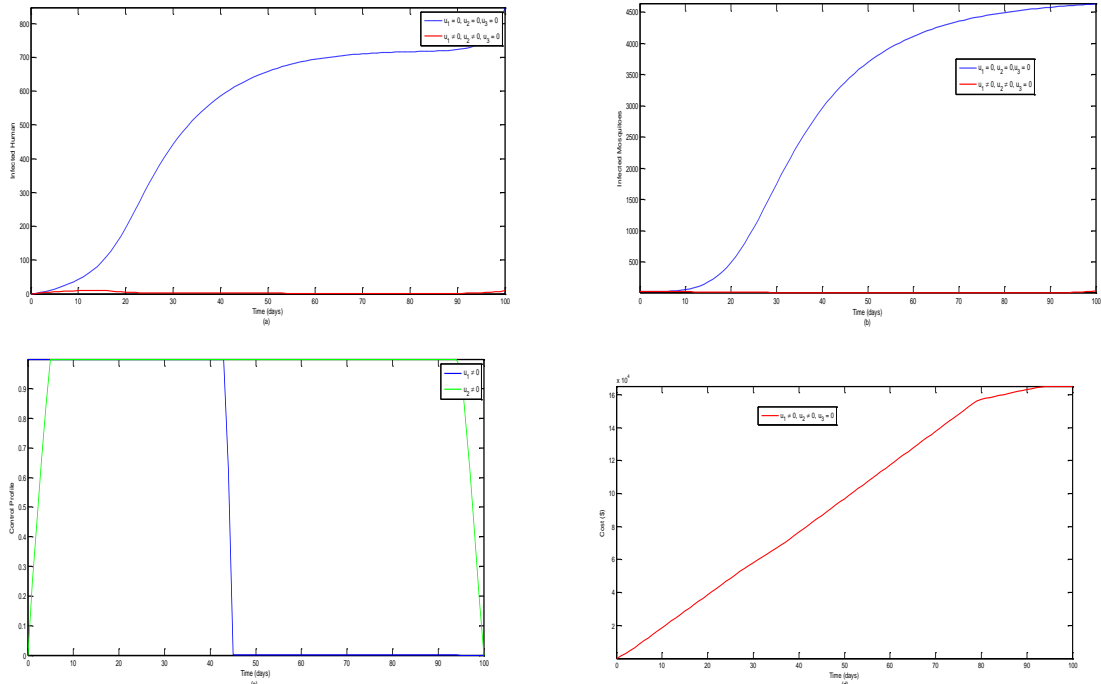 800
700
600
500
400
300
200
100
0
Infected Human
u1 = 0, u2 = 0,u3 = 0
u1 ≠ 0, u2 ≠ 0, u3 = 0
0 10 20 30 40 50 60 70 80 90 100
Time (days)
(a)
4500
4000
3500
3000
2500
2000
1500
1000
500
Infected Mosquitoes
u1 = 0, u2 = 0,u3 = 0
u1 ≠ 0, u2 ≠ 0, u3 = 0
0 10 20 30 40 50 60 70 80 90 100
Time (days)
(b)
0.9
0.8
0.7
0.6
0.5
0.4
0.3
0.2
0.1
0
Control Profile
u1 ≠ 0
u2 ≠ 0
0 10 20 30 40 50 60 70 80 90 100
Time (days)
x 10^4
16
14
12
10
8
6
4
2
Cost ($)
u1 ≠ 0, u2 ≠ 0, u3 = 0
0 10 20 30 40 50 60 70 80 90 100
Time (days)